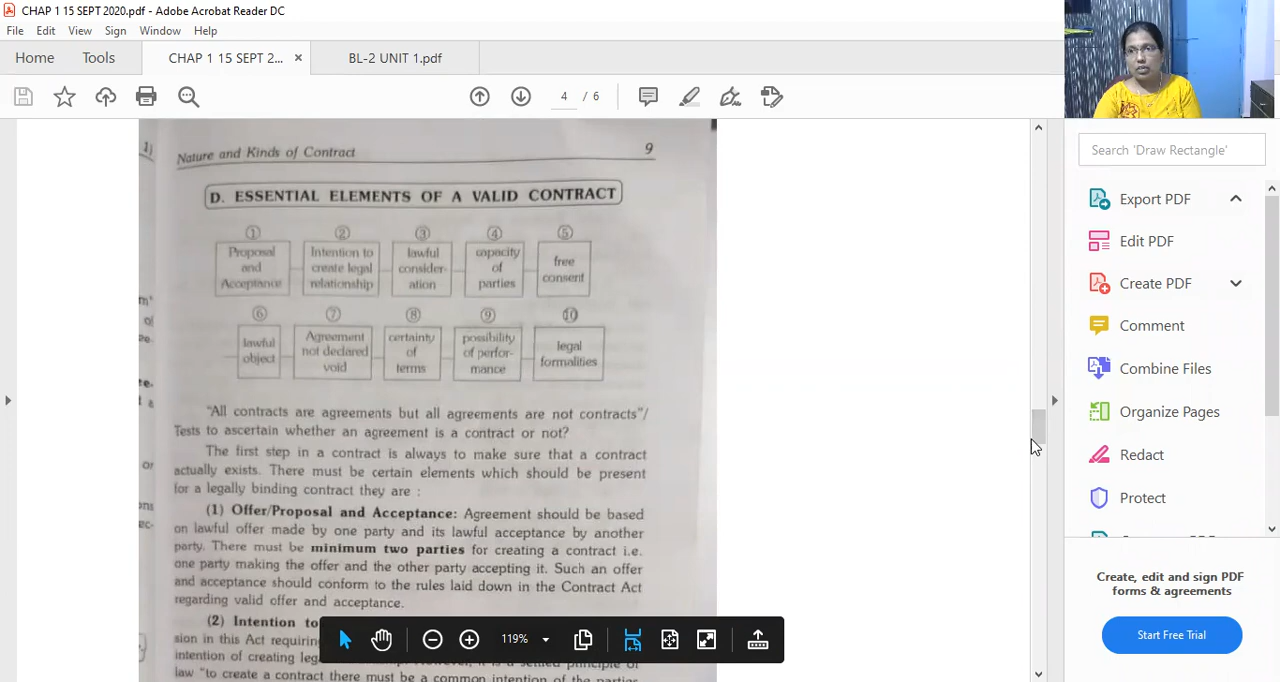 CHAP 1 15 SEPT 2020.pdf - Adobe Acrobat Reader DC
File Edit View Sign Window Help
Home Tools CHAP 1 15 SEPT 2... × BL-2 UNIT 1.pdf
4 / 6
Search 'Draw Rectangle'
Export PDF
Edit PDF
Create PDF
Comment
Combine Files
Organize Pages
Redact
Protect
Create, edit and sign PDF
forms & agreements
Start Free Trial
Nature and Kinds of Contract 9
D. ESSENTIAL ELEMENTS OF A VALID CONTRACT
① ② ③ ④ ⑤
Proposal
and
Acceptance
Intention to
create legal
relationship
lawful
consider-
ation
capacity
of
parties
free
consent
⑥ ⑦ ⑧ ⑨ ⑩
lawful
object
Agreement
not declared
void
certainty
of
terms
possibility
of perfor-
mance
legal
formalities
"All contracts are agreements but all agreements are not contracts"/
Tests to ascertain whether an agreement is a contract or not?
The first step in a contract is always to make sure that a contract
actually exists. There must be certain elements which should be present
for a legally binding contract they are :
(1) Offer/Proposal and Acceptance: Agreement should be based
on lawful offer made by one party and its lawful acceptance by another
party. There must be minimum two parties for creating a contract i.e.
one party making the offer and the other party accepting it. Such an offer
and acceptance should conform to the rules laid down in the Contract Act
regarding valid offer and acceptance.
(2) Intention to
sion in this Act requirin
intention of creating leg
law "to create a contract there must be a common intention of the parties
119%